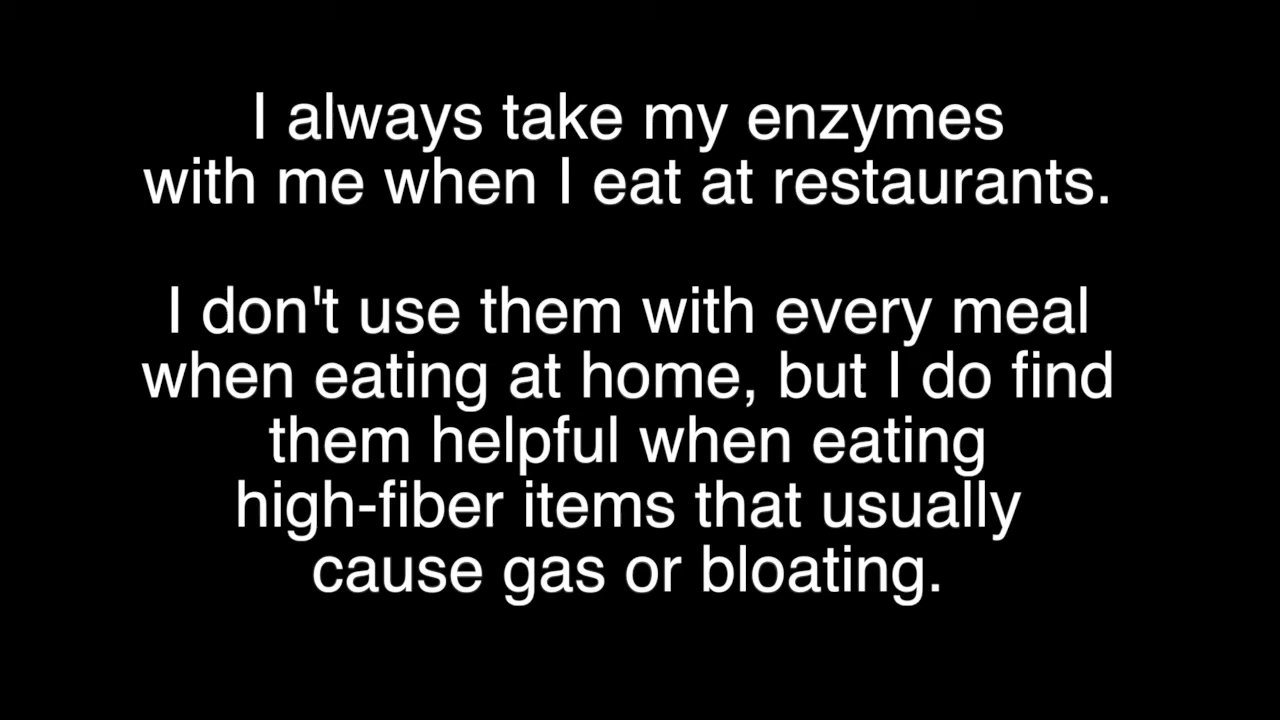 I always take my enzymes
with me when I eat at restaurants.
I don't use them with every meal
when eating at home, but I do find
them helpful when eating
high-fiber items that usually
cause gas or bloating.